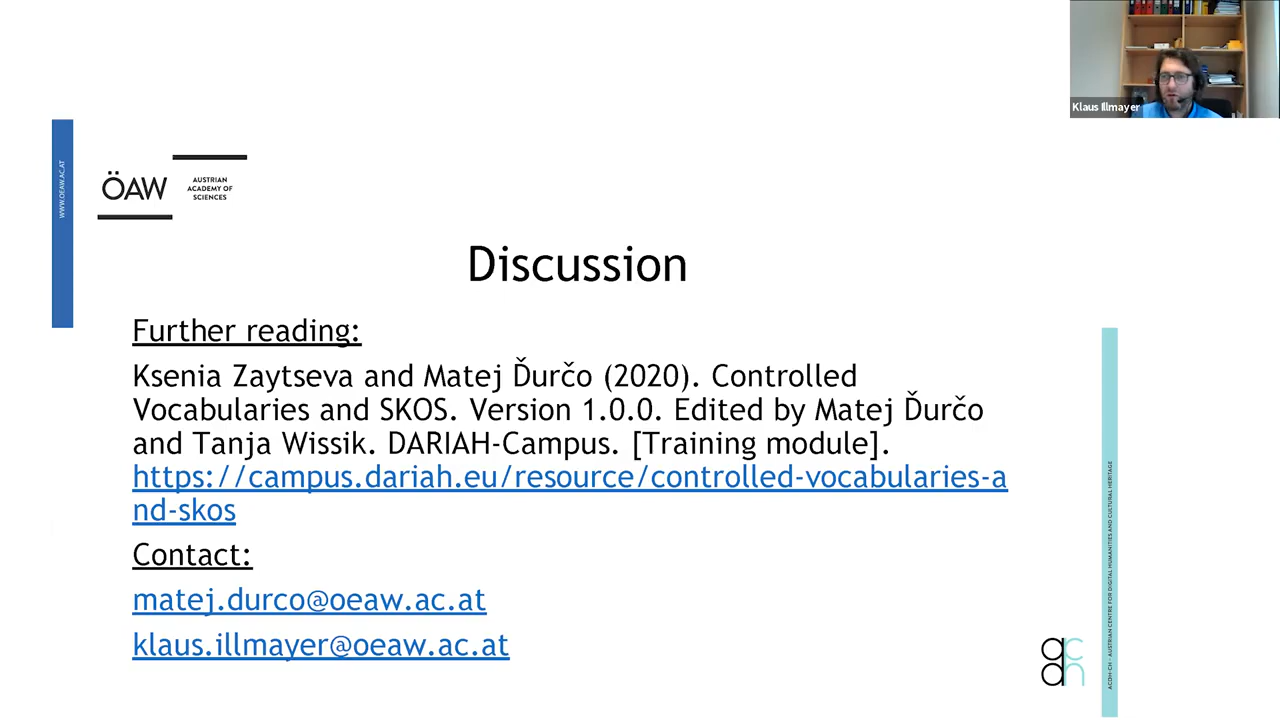 Klaus Illmayer
WWW.OEAW.AC.AT
ÖAW
AUSTRIAN
ACADEMY OF
SCIENCES
Discussion
Further reading:
Ksenia Zaytseva and Matej Ďurčo (2020). Controlled
Vocabularies and SKOS. Version 1.0.0. Edited by Matej Ďurčo
and Tanja Wissik. DARIAH-Campus. [Training module].
https://campus.dariah.eu/resource/controlled-vocabularies-a
nd-skos
Contact:
matej.durco@oeaw.ac.at
klaus.illmayer@oeaw.ac.at
ac
dh
ACDH-CH - AUSTRIAN CENTRE FOR DIGITAL HUMANITIES AND CULTURAL HERITAGE